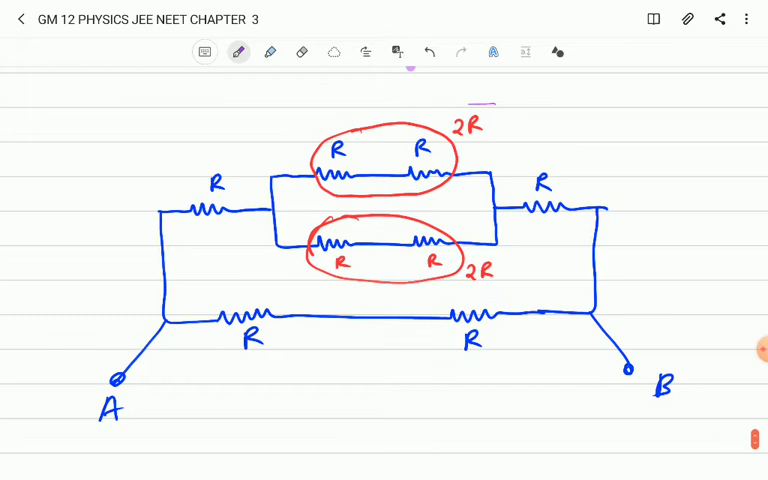 GM 12 PHYSICS JEE NEET CHAPTER 3
2R
R R
R R
R R
2R
R R
A B